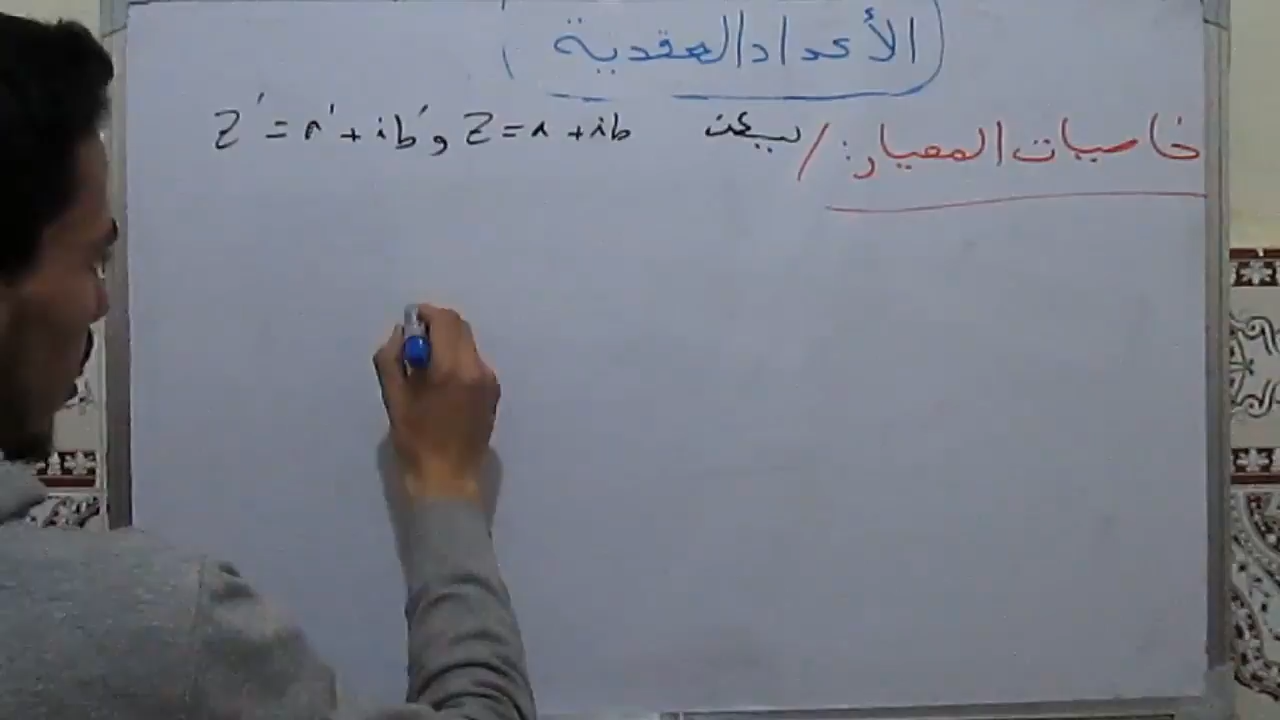 (الأعداد العقدية)
خاصيات المعيار: / ليكن Z = a + ib و Z' = a' + ib'